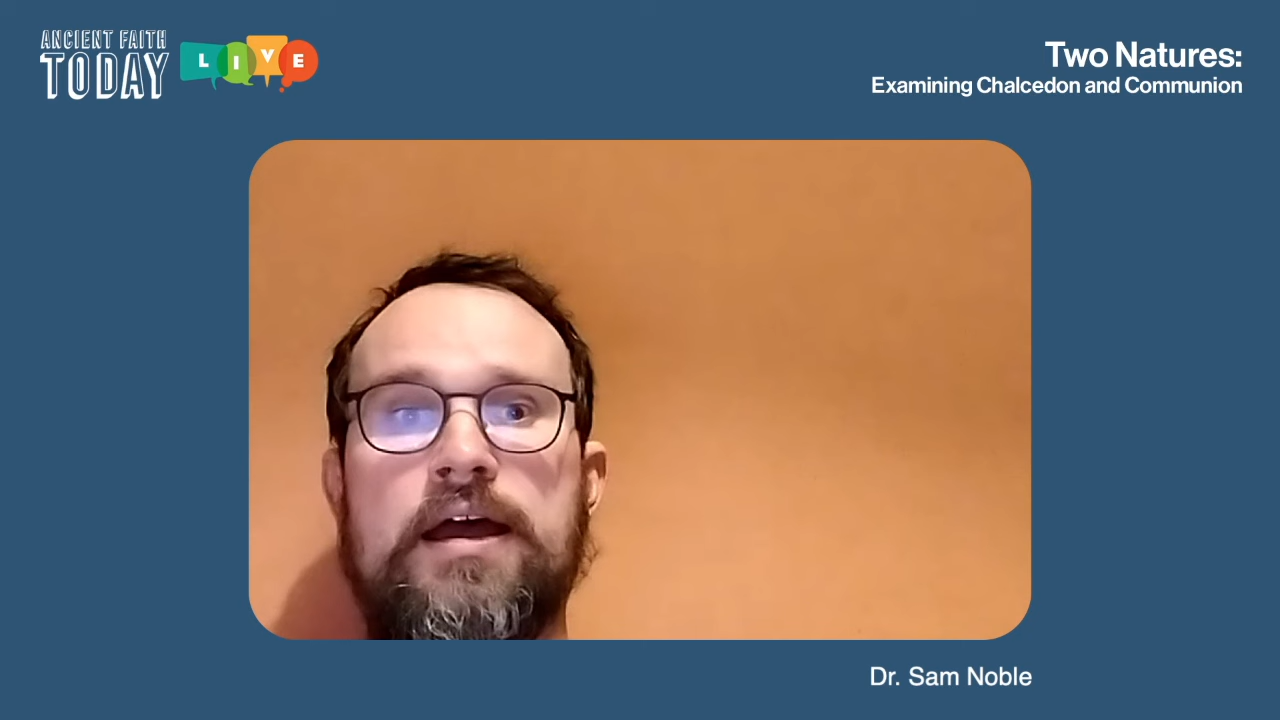 ANCIENT FAITH
TODAY
LIVE
Two Natures:
Examining Chalcedon and Communion
Dr. Sam Noble